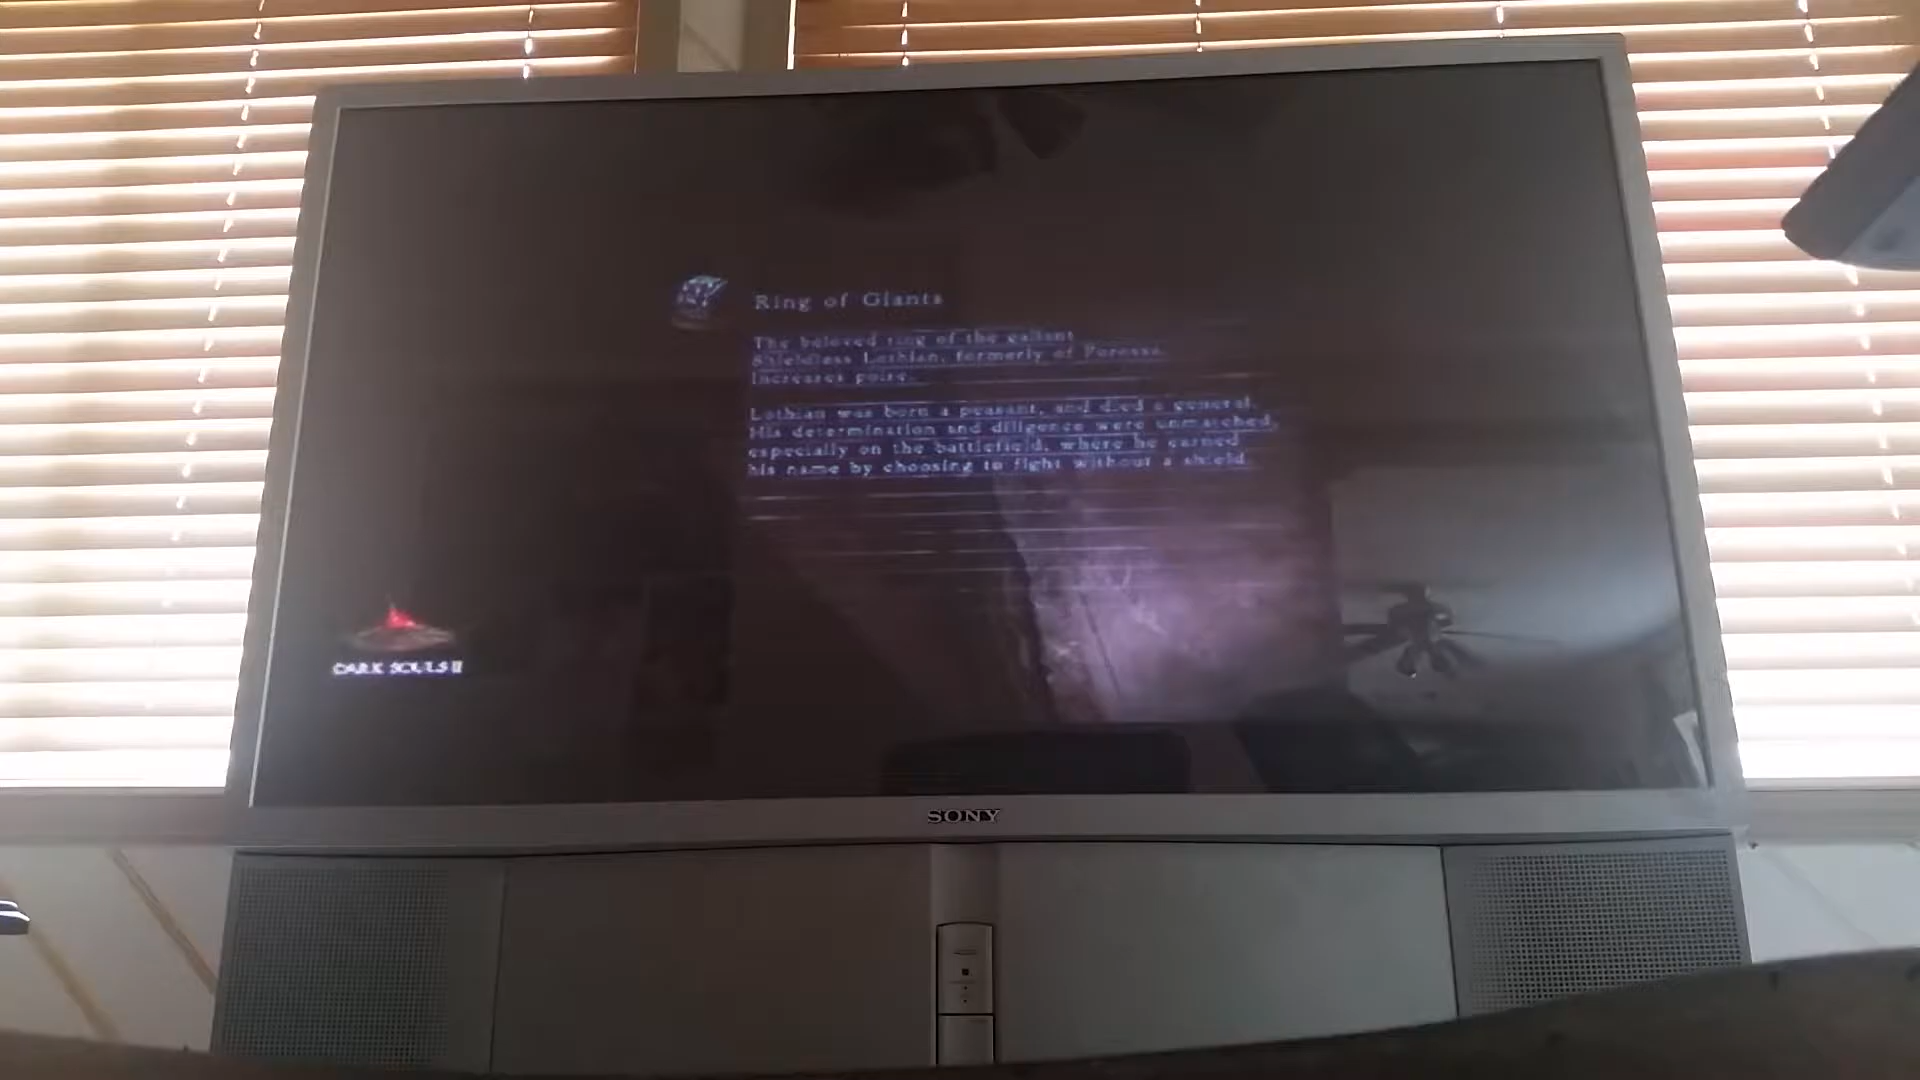 Ring of Giants
The beloved ring of the gallant
Shieldless Lothian, formerly of Forossa.
Increases poise.
Lothian was born a peasant, and died a general.
His determination and diligence were unmatched,
especially on the battlefield, where he earned
his name by choosing to fight without a shield.
DARK SOULS II
SONY